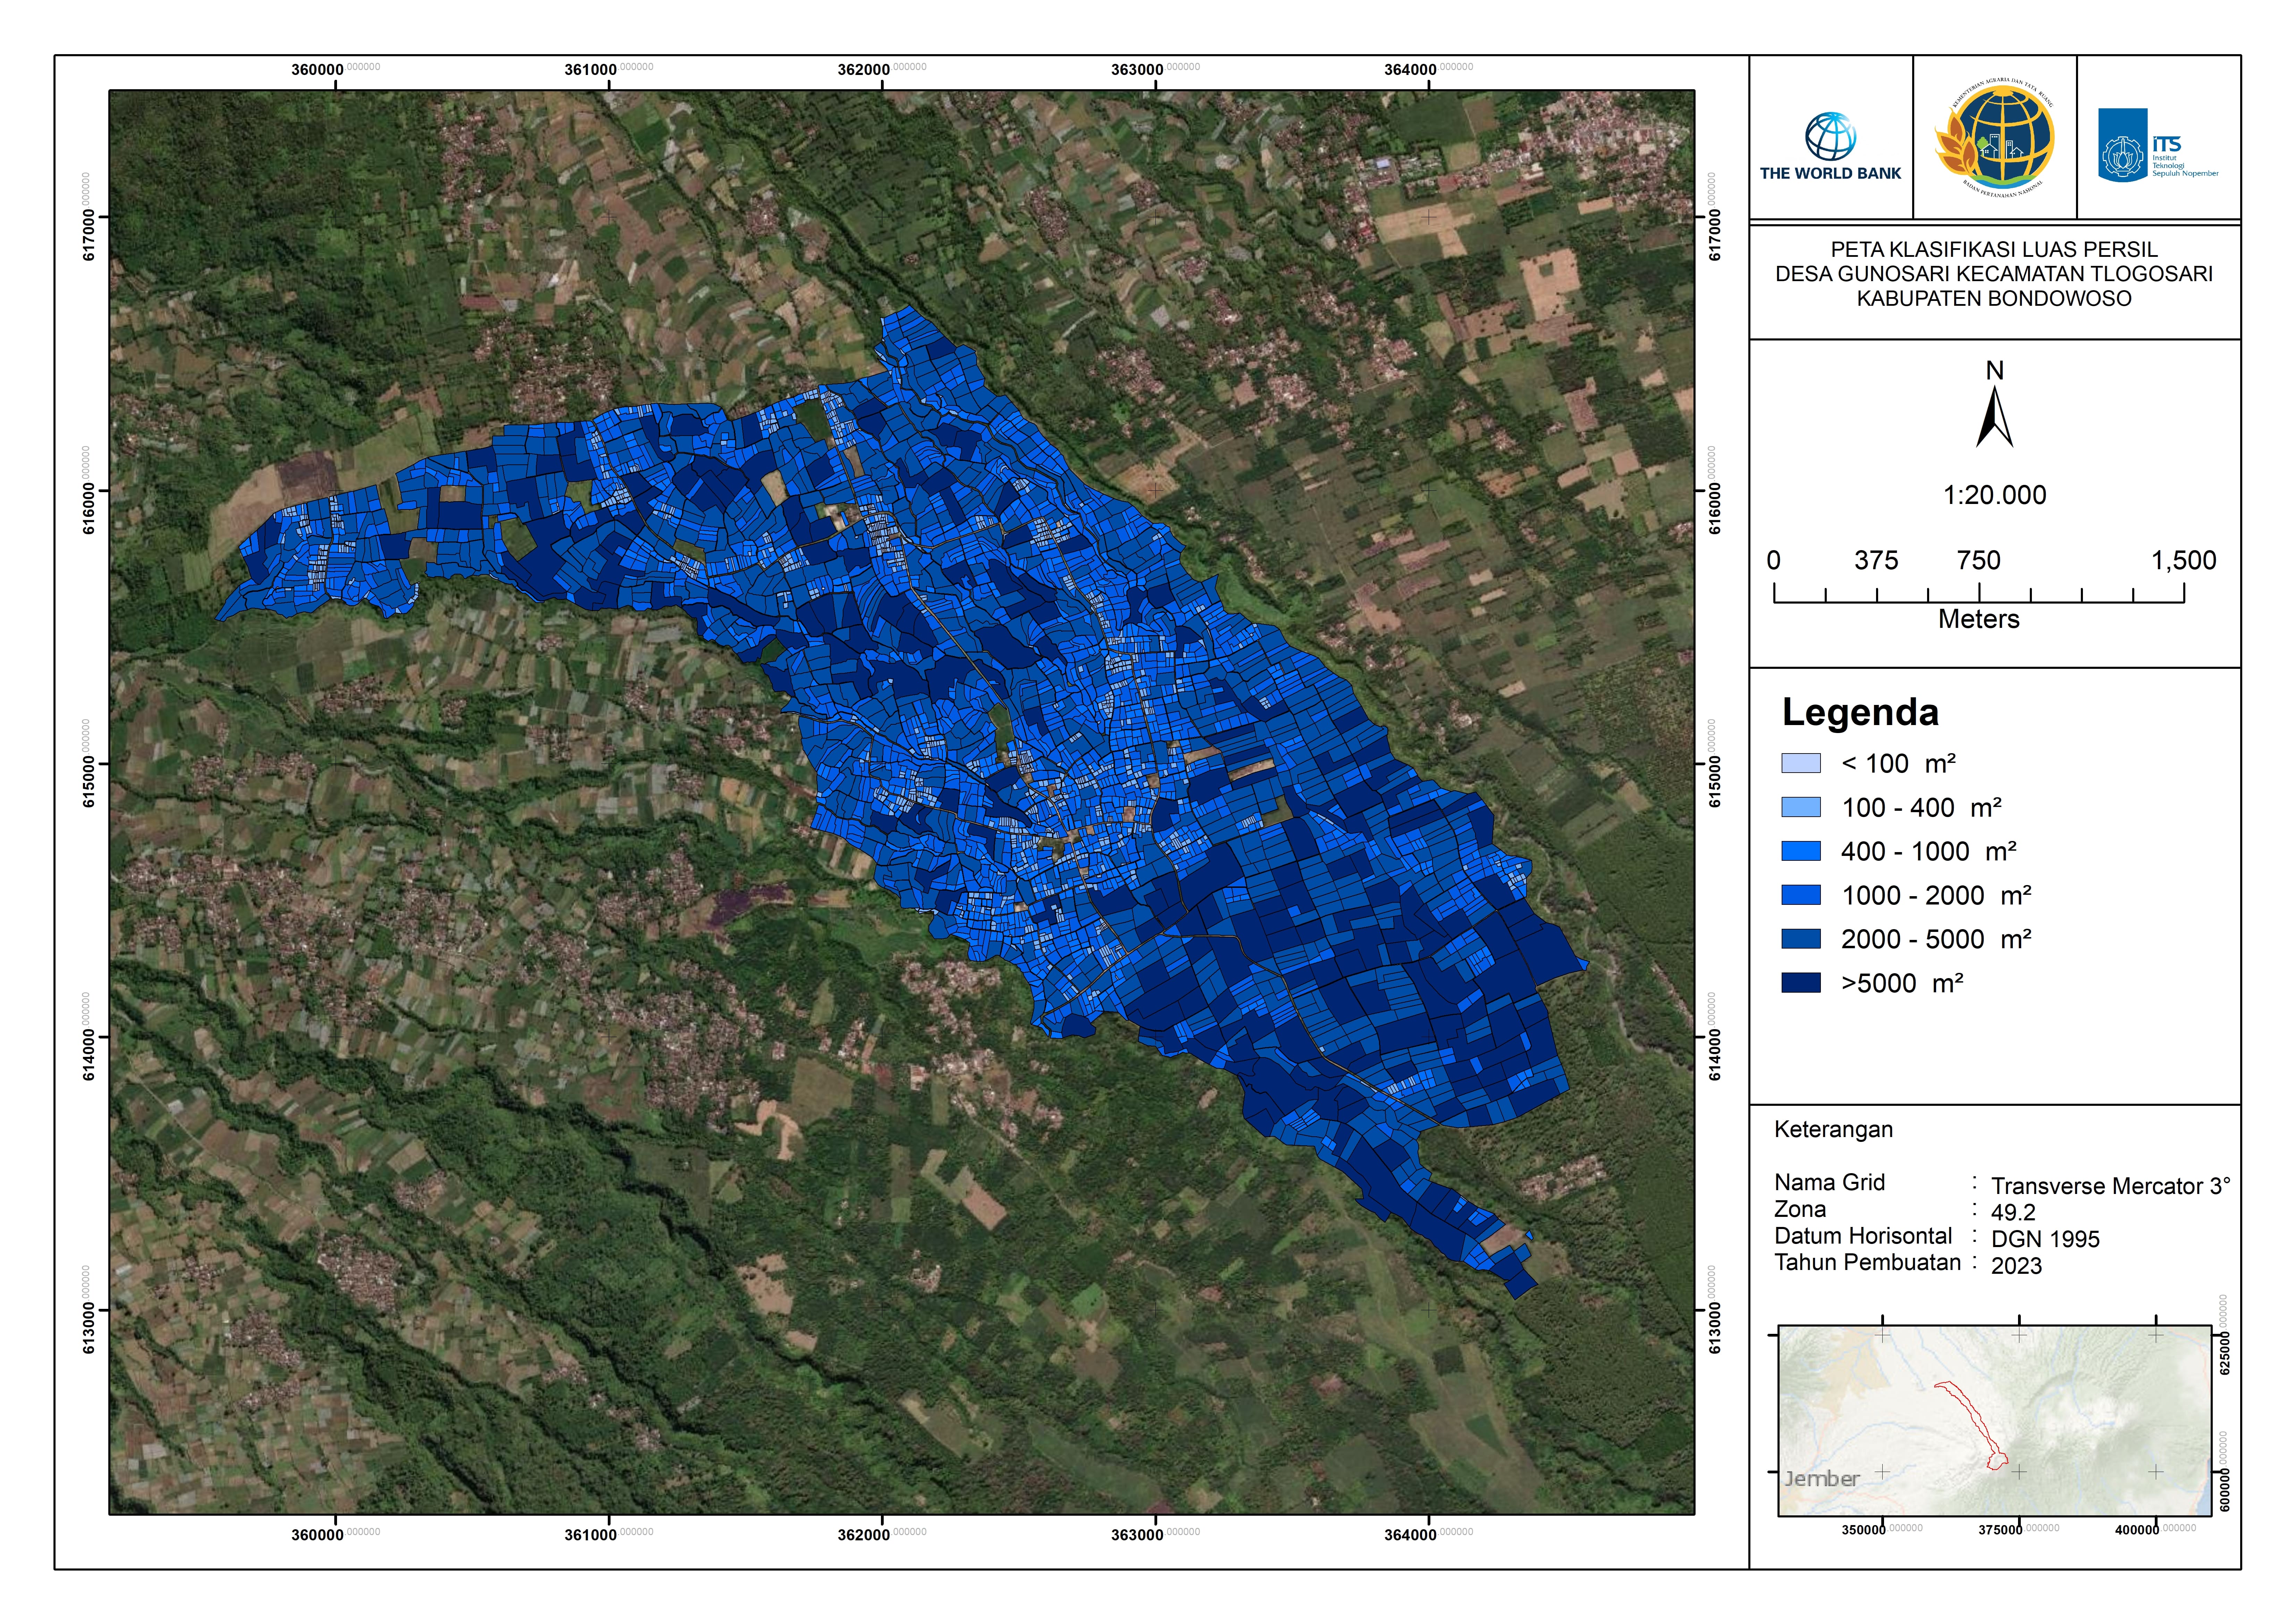 360000.000000 361000.000000 362000.000000 363000.000000 364000.000000
617000.000000
616000.000000
615000.000000
614000.000000
613000.000000
617000.000000
616000.000000
615000.000000
614000.000000
613000.000000
360000.000000 361000.000000 362000.000000 363000.000000 364000.000000
THE WORLD BANK
KEMENTERIAN AGRARIA DAN TATA RUANG
BADAN PERTANAHAN NASIONAL
ITS
Institut
Teknologi
Sepuluh Nopember
PETA KLASIFIKASI LUAS PERSIL
DESA GUNOSARI KECAMATAN TLOGOSARI
KABUPATEN BONDOWOSO
N
1:20.000
0 375 750 1,500
Meters
Legenda
< 100 m²
100 - 400 m²
400 - 1000 m²
1000 - 2000 m²
2000 - 5000 m²
>5000 m²
Keterangan
Nama Grid : Transverse Mercator 3°
Zona : 49.2
Datum Horisontal : DGN 1995
Tahun Pembuatan : 2023
625000.000000
600000.000000
Jember
350000.000000 375000.000000 400000.000000